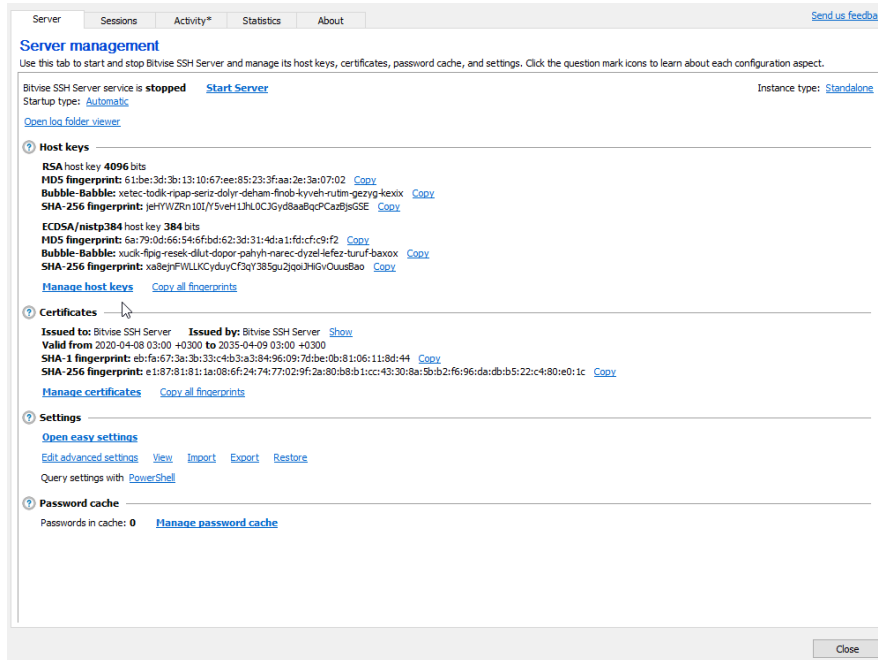 Server Sessions Activity* Statistics About Send us feedba
Server management
Use this tab to start and stop Bitvise SSH Server and manage its host keys, certificates, password cache, and settings. Click the question mark icons to learn about each configuration aspect.
Bitvise SSH Server service is stopped Start Server Instance type: Standalone
Startup type: Automatic
Open log folder viewer
? Host keys
RSA host key 4096 bits
MD5 fingerprint: 61:be:3d:3b:13:10:67:ee:85:23:3f:aa:2e:3a:07:02 Copy
Bubble-Babble: xetec-todik-ripap-seriz-dolyr-deham-finob-kyveh-rutim-gezyg-kexix Copy
SHA-256 fingerprint: jeHYWZRn10I/Y5veH1JhL0CJGyd8aaBqcPCazBjsGSE Copy
ECDSA/nistp384 host key 384 bits
MD5 fingerprint: 6a:79:0d:66:54:6f:bd:62:3d:31:4d:a1:fd:cf:c9:f2 Copy
Bubble-Babble: xucik-fipig-resek-dilut-dopor-pahyh-narec-dyzel-lefez-turuf-baxox Copy
SHA-256 fingerprint: xa8ejnFWLLKCyduyCf3qY385gu2jqoiJHiGvOuusBao Copy
Manage host keys Copy all fingerprints
? Certificates
Issued to: Bitvise SSH Server Issued by: Bitvise SSH Server Show
Valid from 2020-04-08 03:00 +0300 to 2035-04-09 03:00 +0300
SHA-1 fingerprint: eb:fa:67:3a:3b:33:c4:b3:a3:84:96:09:7d:be:0b:81:06:11:8d:44 Copy
SHA-256 fingerprint: e1:87:81:81:1a:08:6f:24:74:77:02:9f:2a:80:b8:b1:cc:43:30:8a:5b:b2:f6:96:da:db:b5:22:c4:80:e0:1c Copy
Manage certificates Copy all fingerprints
? Settings
Open easy settings
Edit advanced settings View Import Export Restore
Query settings with PowerShell
? Password cache
Passwords in cache: 0 Manage password cache
Close